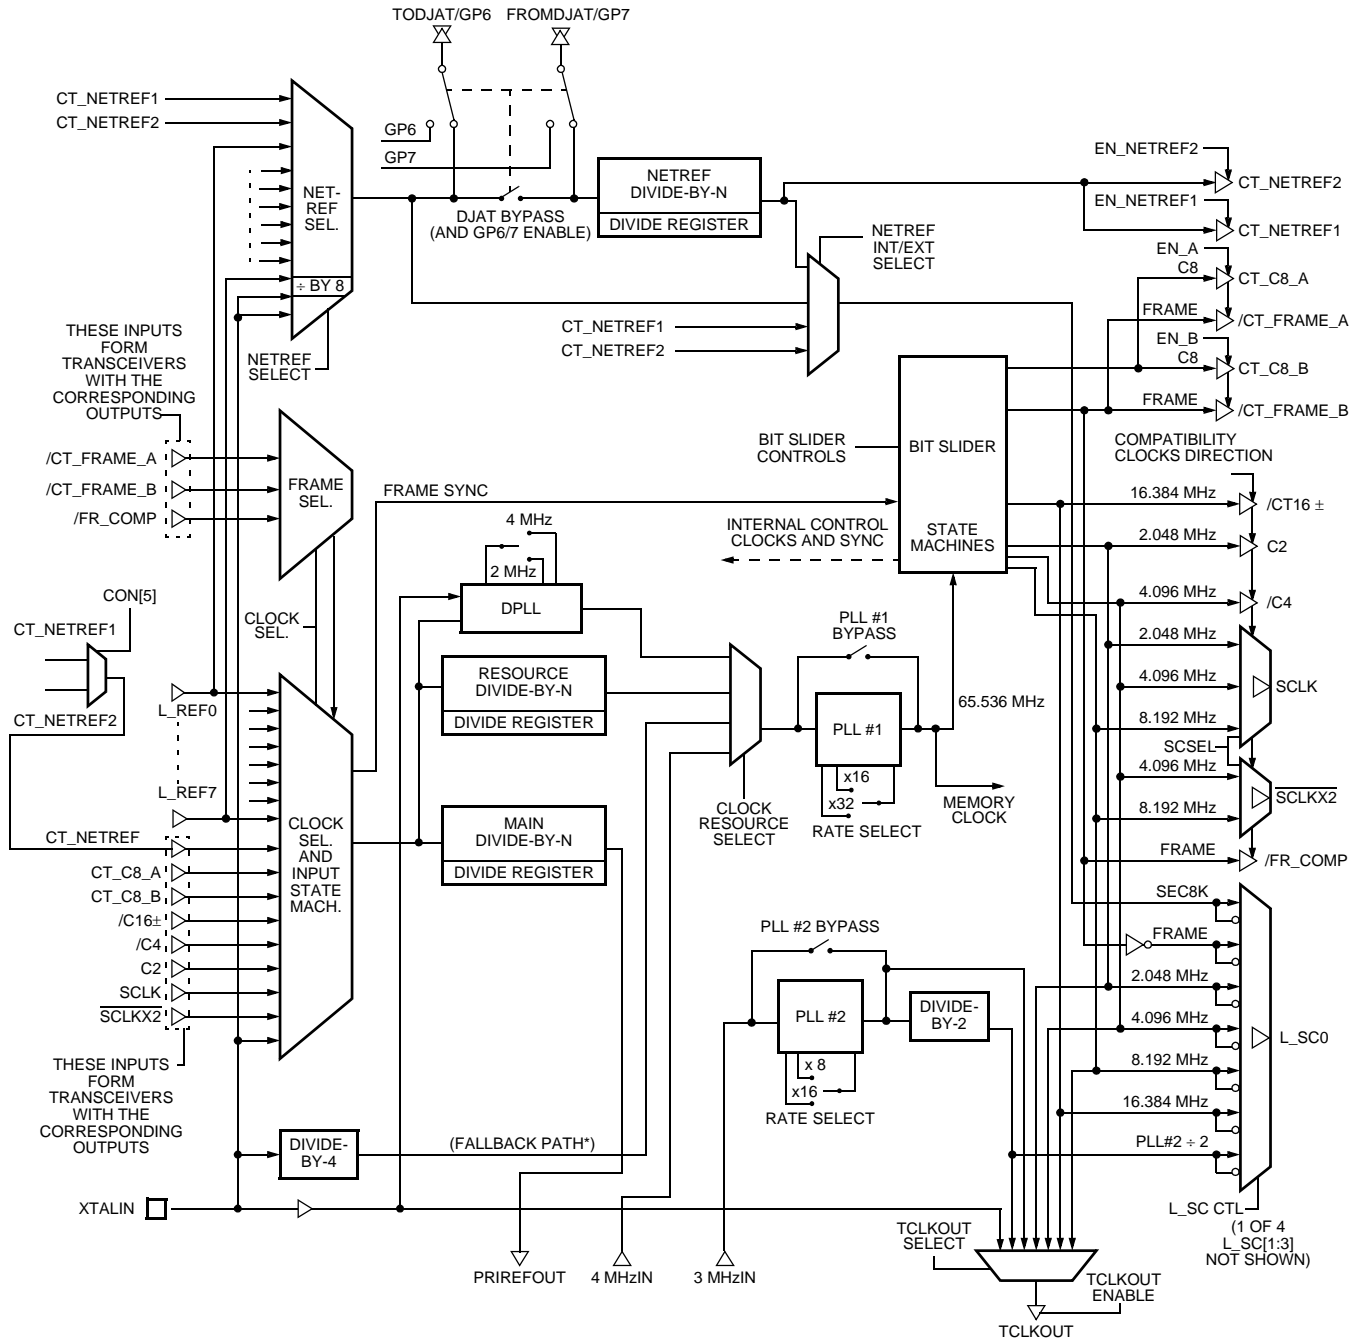 TODJAT/GP6 FROMDJAT/GP7
CT_NETREF1
CT_NETREF2
GP6
GP7
NET-
REF
SEL.
÷ BY 8
DJAT BYPASS
(AND GP6/7 ENABLE)
NETREF
DIVIDE-BY-N
DIVIDE REGISTER
NETREF
INT/EXT
SELECT
CT_NETREF1
CT_NETREF2
EN_NETREF2
CT_NETREF2
EN_NETREF1
CT_NETREF1
EN_A
C8
CT_C8_A
FRAME
/CT_FRAME_A
EN_B
C8
CT_C8_B
FRAME
/CT_FRAME_B
THESE INPUTS
FORM
TRANSCEIVERS
WITH THE
CORRESPONDING
OUTPUTS
NETREF
SELECT
/CT_FRAME_A
/CT_FRAME_B
/FR_COMP
FRAME
SEL.
FRAME SYNC
BIT SLIDER
CONTROLS
BIT SLIDER
STATE
MACHINES
INTERNAL CONTROL
CLOCKS AND SYNC
COMPATIBILITY
CLOCKS DIRECTION
16.384 MHz
/CT16 ±
2.048 MHz
C2
4.096 MHz
/C4
2.048 MHz
4.096 MHz
SCLK
8.192 MHz
SCSEL
4.096 MHz
SCLKX2
8.192 MHz
FRAME
/FR_COMP
4 MHz
2 MHz
DPLL
CLOCK
SEL.
CON[5]
CT_NETREF1
CT_NETREF2
RESOURCE
DIVIDE-BY-N
DIVIDE REGISTER
PLL #1
BYPASS
65.536 MHz
PLL #1
x16
x32
RATE SELECT
MEMORY
CLOCK
CLOCK
RESOURCE
SELECT
L_REF0
L_REF7
CT_NETREF
CT_C8_A
CT_C8_B
/C16±
/C4
C2
SCLK
SCLKX2
CLOCK
SEL.
AND
INPUT
STATE
MACH.
MAIN
DIVIDE-BY-N
DIVIDE REGISTER
THESE INPUTS
FORM
TRANSCEIVERS
WITH THE
CORRESPONDING
OUTPUTS
PLL #2 BYPASS
PLL #2
DIVIDE-
BY-2
x 8
x16
RATE SELECT
SEC8K
FRAME
2.048 MHz
4.096 MHz
L_SC0
8.192 MHz
16.384 MHz
PLL#2 ÷ 2
DIVIDE-
BY-4
(FALLBACK PATH*)
XTALIN
PRIREFOUT
4 MHzIN
3 MHzIN
L_SC CTL
(1 OF 4
L_SC[1:3]
NOT SHOWN)
TCLKOUT
SELECT
TCLKOUT
ENABLE
TCLKOUT